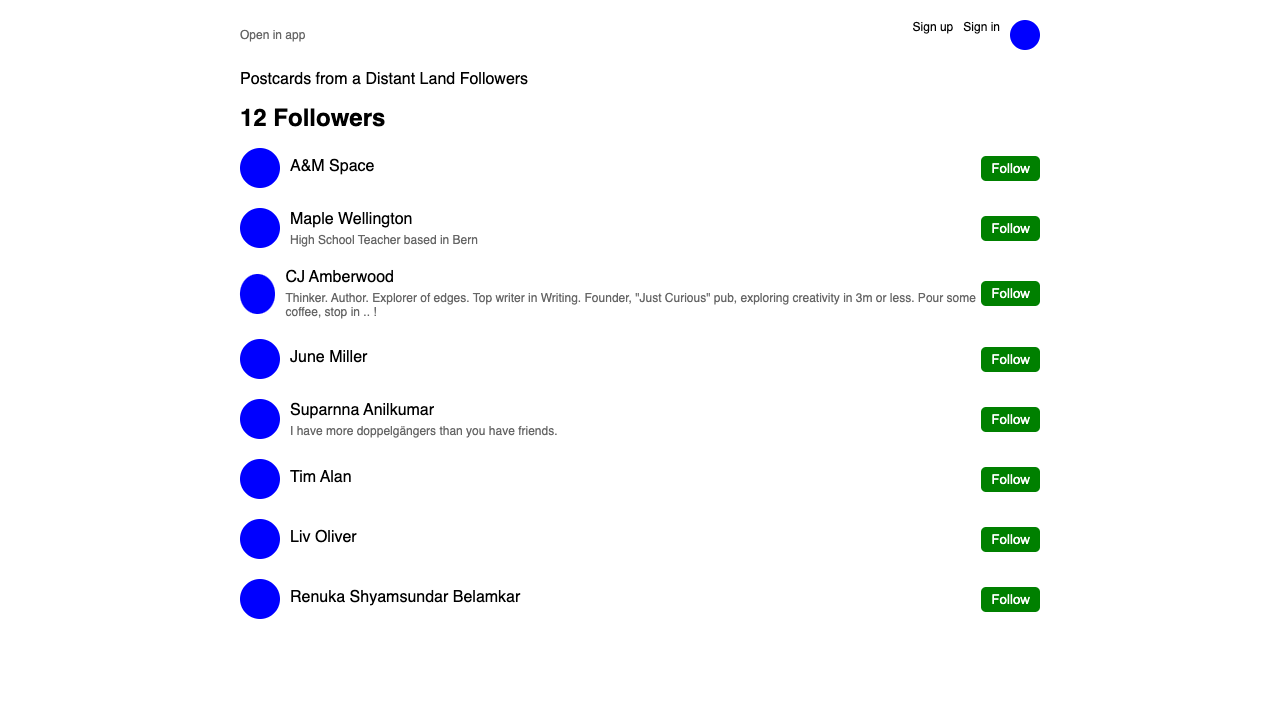 Open in app
Sign up Sign in
Postcards from a Distant Land Followers
12 Followers
A&M Space
Follow
Maple Wellington
High School Teacher based in Bern
Follow
CJ Amberwood
Thinker. Author. Explorer of edges. Top writer in Writing. Founder, "Just Curious" pub, exploring creativity in 3m or less. Pour some
coffee, stop in .. !
Follow
June Miller
Follow
Suparnna Anilkumar
I have more doppelgängers than you have friends.
Follow
Tim Alan
Follow
Liv Oliver
Follow
Renuka Shyamsundar Belamkar
Follow